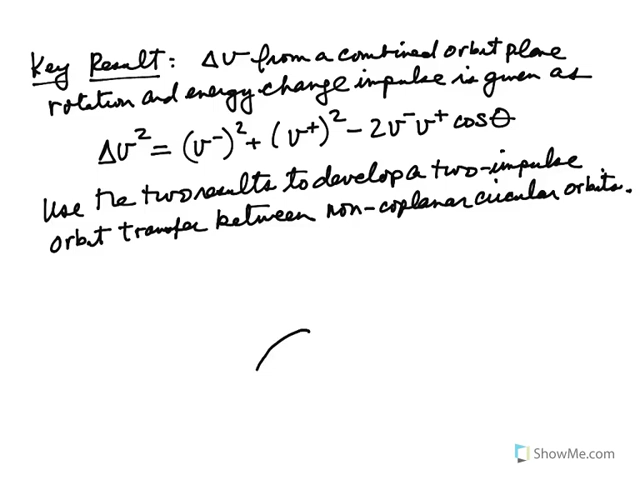 Key Result: Δv from a combined orbit plane
rotation and energy-change impulse is given as
Δv² = (v⁻)² + (v⁺)² - 2v⁻v⁺ cosθ
Use the two results to develop a two-impulse
orbit transfer between non-coplanar circular orbits.
ShowMe.com